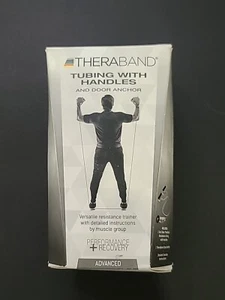 THERABAND®
TUBING WITH
HANDLES
AND DOOR ANCHOR
Versatile resistance trainer
with detailed instructions
by muscle group
PERFORMANCE
+RECOVERY
ADVANCED